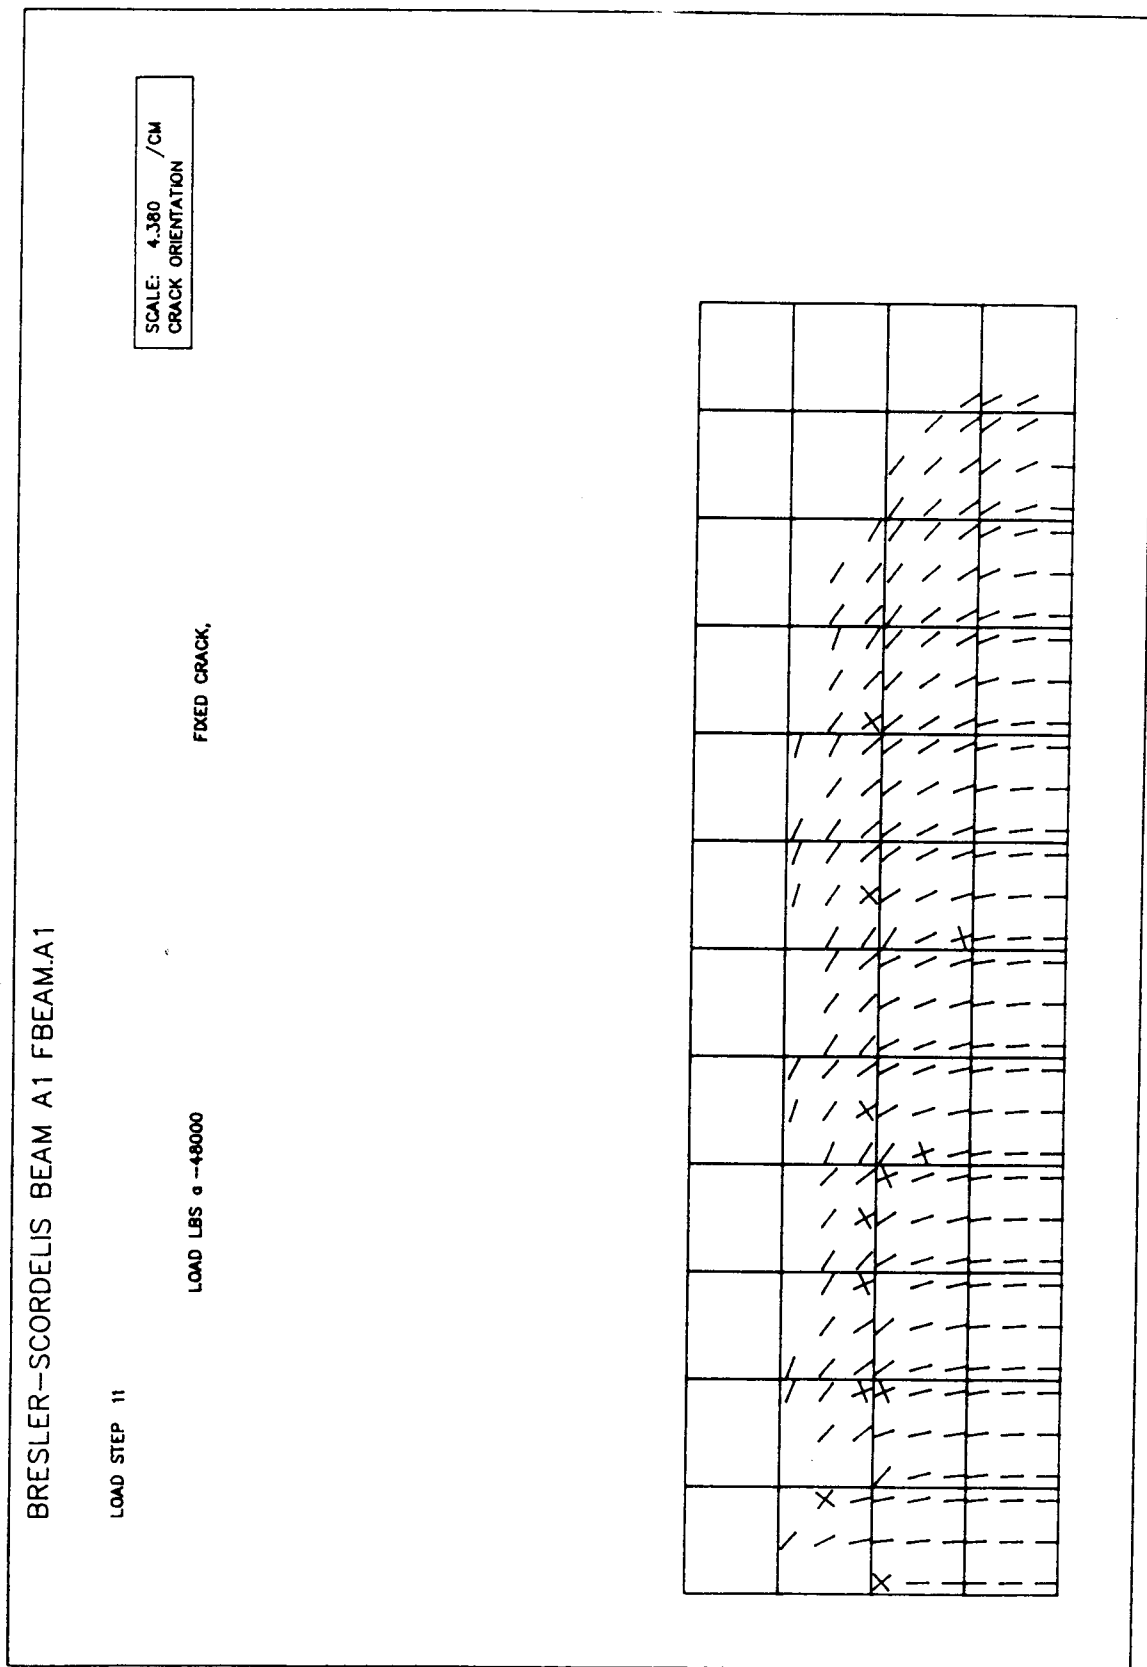 BRESLER-SCORDELIS BEAM A1 FBEAM.A1
LOAD STEP 11
LOAD LBS a --48000
FIXED CRACK,
SCALE: 4.380 /CM
CRACK ORIENTATION